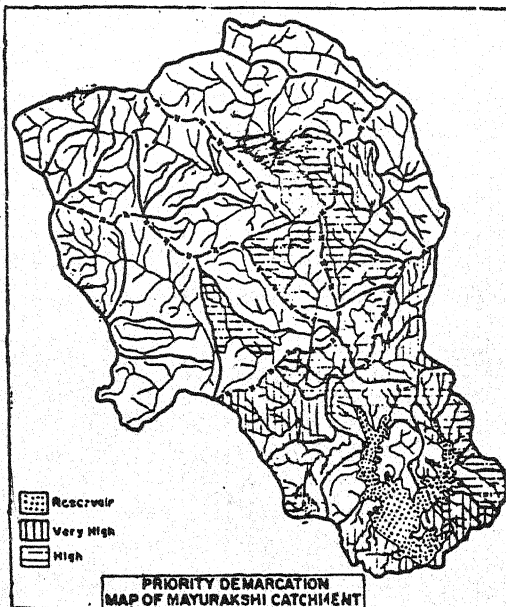 Reservoir
Very High
High
PRIORITY DEMARCATION
MAP OF MAYURAKSHI CATCHMENT